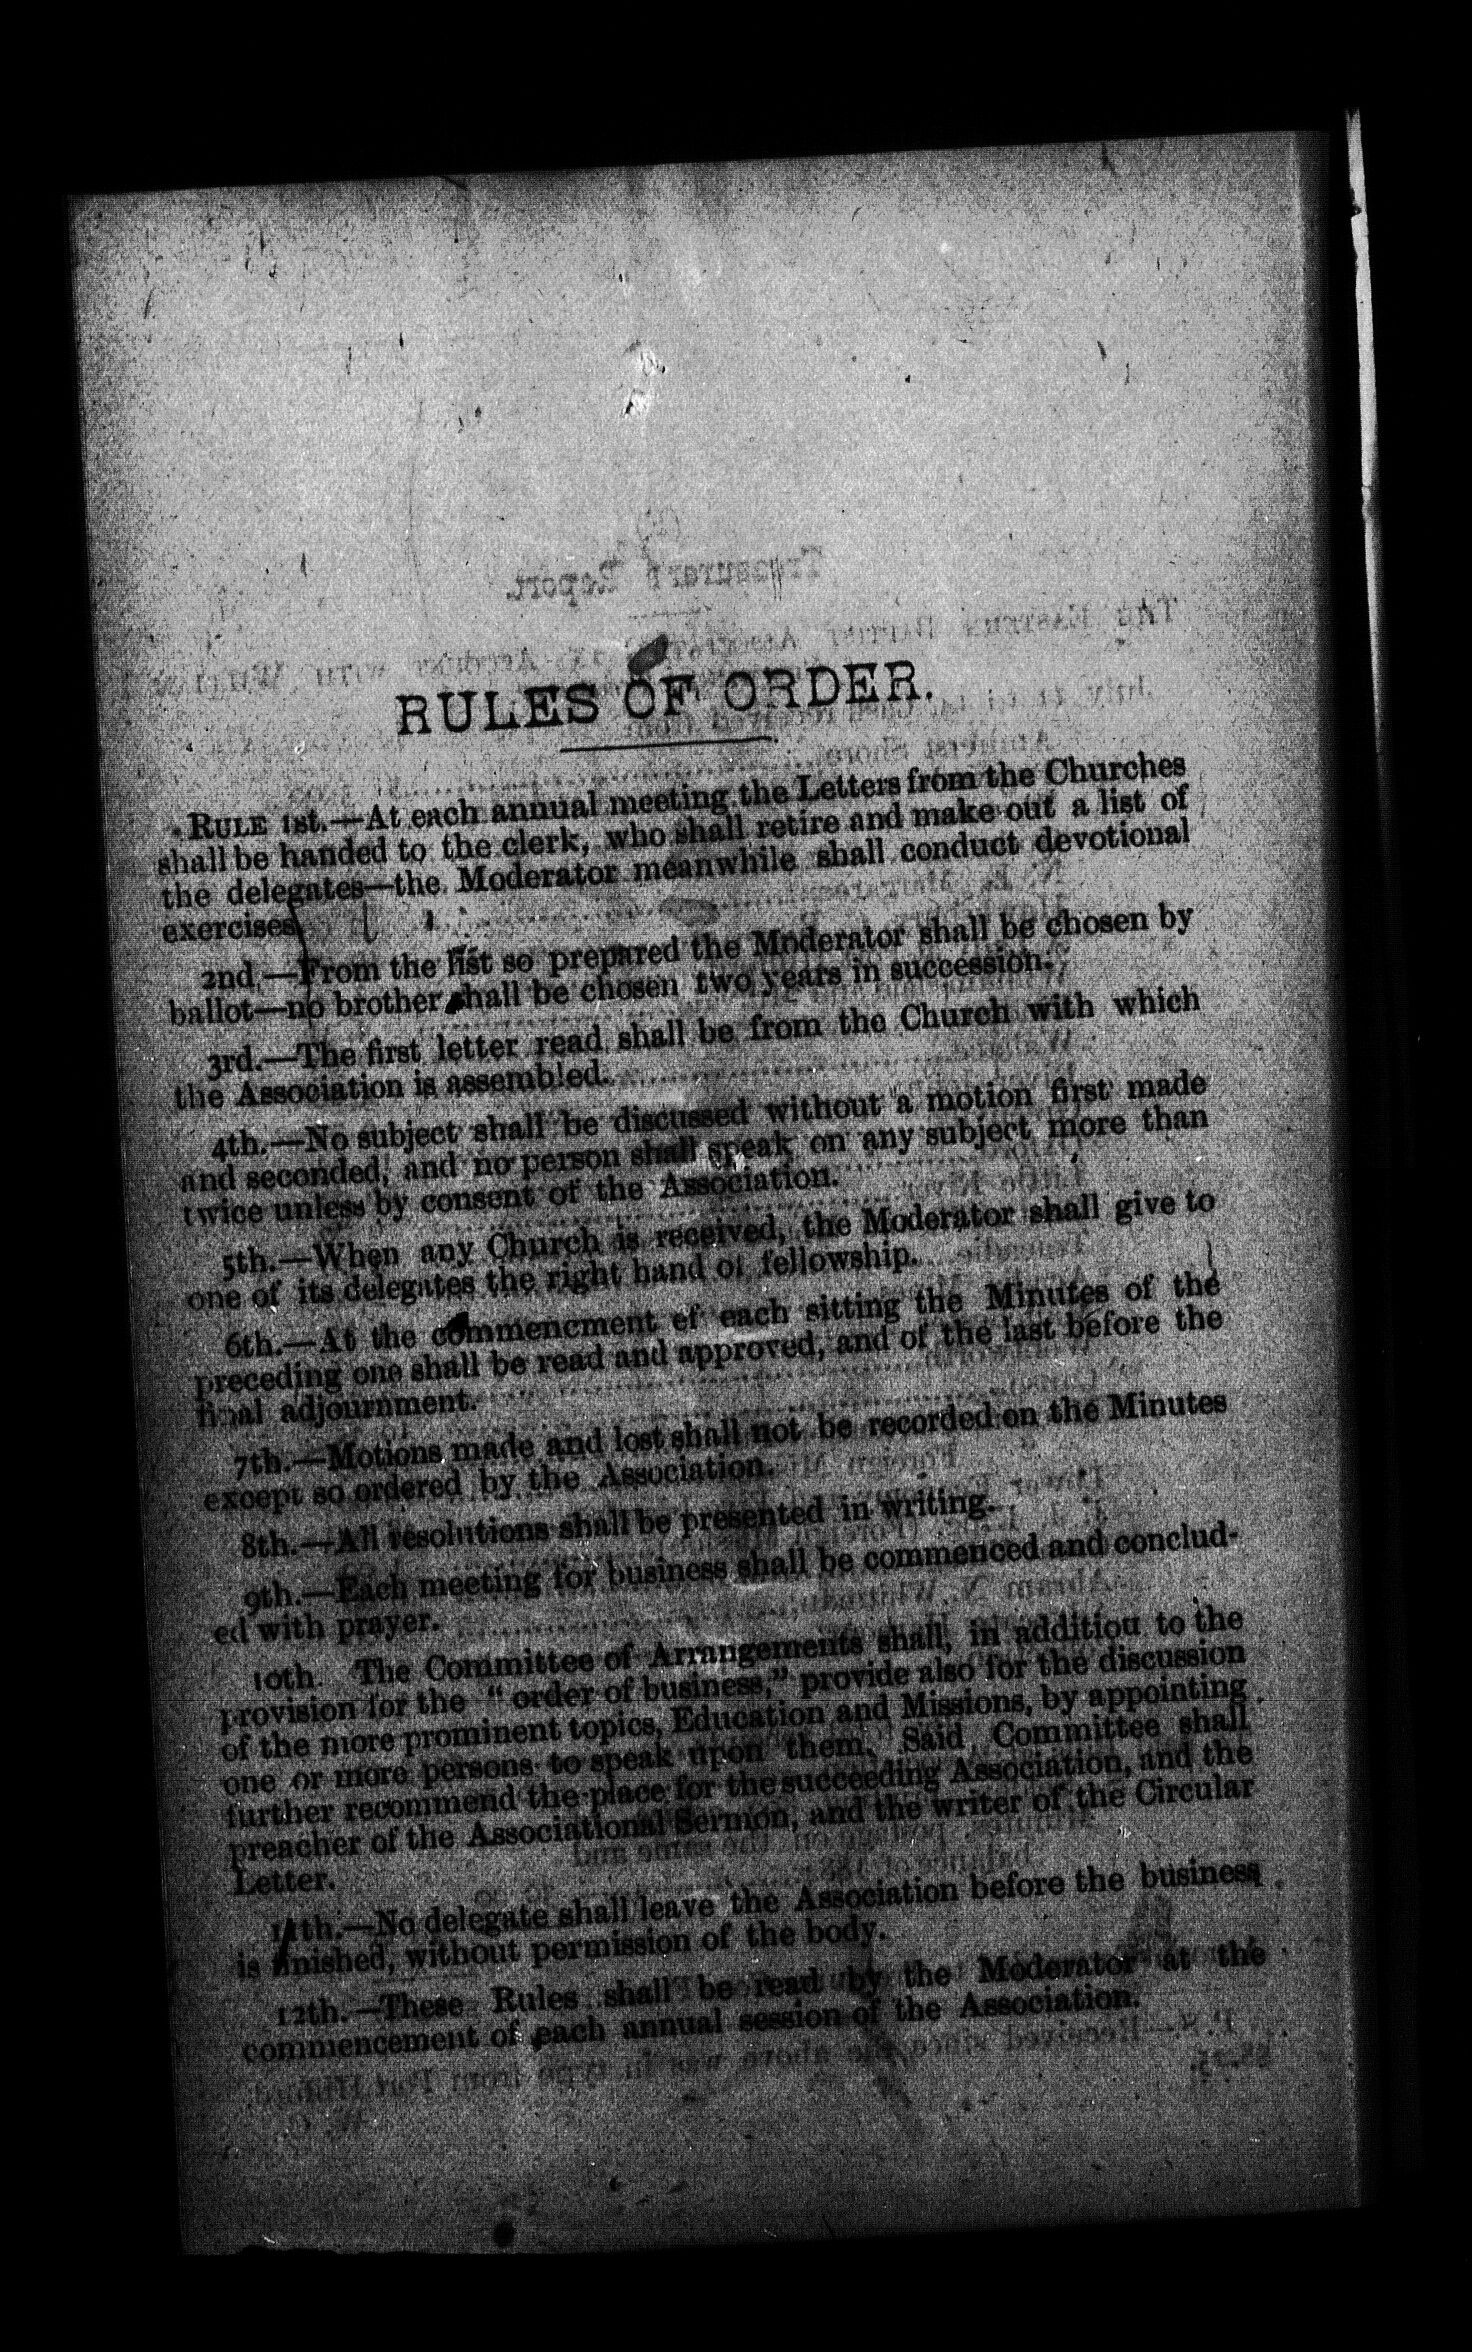 RULES OF ORDER.
RULE 1st.—At each annual meeting the Letters from the Churches
shall be handed to the clerk, who shall retire and make out a list of
the delegates—the Moderator meanwhile shall conduct devotional
exercises
2nd.—From the list so prepared the Moderator shall be chosen by
ballot—no brother shall be chosen two years in succession.
3rd.—The first letter read shall be from the Church with which
the Association is assembled.
4th.—No subject shall be discussed without a motion first made
and seconded, and no person shall speak on any subject more than
twice unless by consent of the Association.
5th.—When any Church is received, the Moderator shall give to
one of its delegates the right hand of fellowship.
6th.—At the commencment ef each sitting the Minutes of the
preceding one shall be read and approved, and of the last before the
final adjournment.
7th.—Motions made and lost shall not be recorded on the Minutes
except so ordered by the Association.
8th.—All resolutions shall be presented in writing.
9th.—Each meeting for business shall be commenced and conclud-
ed with prayer.
10th. The Committee of Arrangements shall, in addition to the
provision for the "order of business," provide also for the discussion
of the more prominent topics, Education and Missions, by appointing
one or more persons to speak upon them. Said Committee shall
further recommend the place for the succeeding Association, and the
preacher of the Associational Sermon, and the writer of the Circular
Letter.
11th.—No delegate shall leave the Association before the business
is finished, without permission of the body.
12th.—These Rules shall be read by the Moderator at the
commencement of each annual session of the Association.